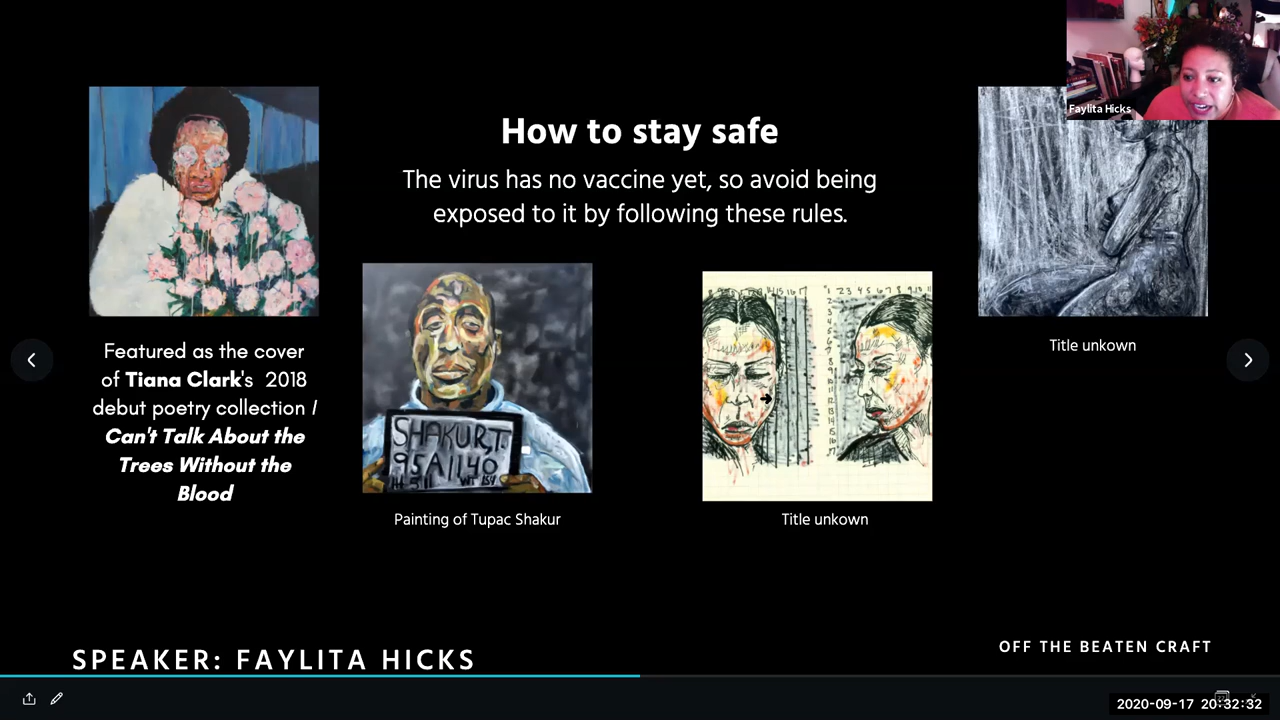 Faylita Hicks
How to stay safe
The virus has no vaccine yet, so avoid being
exposed to it by following these rules.
Featured as the cover
of Tiana Clark's 2018
debut poetry collection I
Can't Talk About the
Trees Without the
Blood
SHAKUR,T.
95A1140
Painting of Tupac Shakur
Title unkown
Title unkown
SPEAKER: FAYLITA HICKS
OFF THE BEATEN CRAFT
2020-09-17 20:32:32